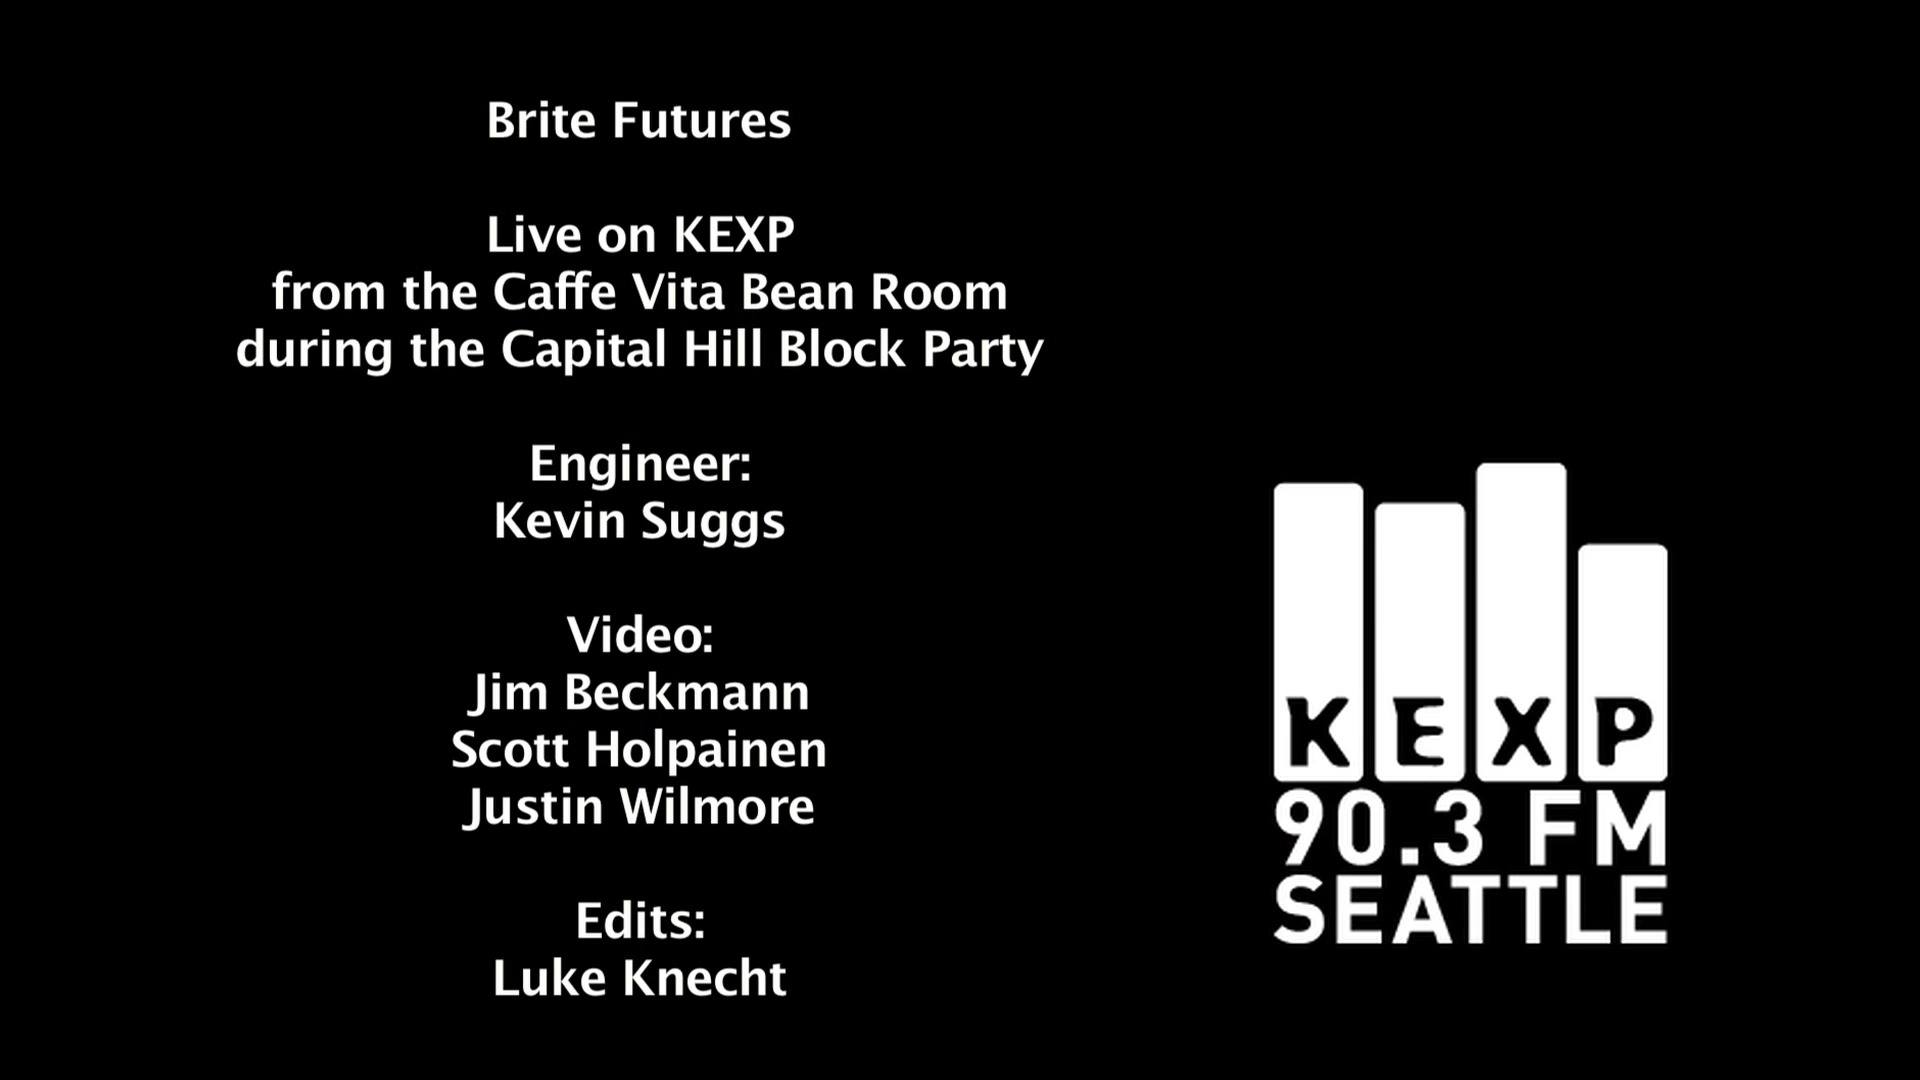 Brite Futures
Live on KEXP
from the Caffe Vita Bean Room
during the Capital Hill Block Party
Engineer:
Kevin Suggs
Video:
Jim Beckmann
Scott Holpainen
Justin Wilmore
Edits:
Luke Knecht
KEXP
90.3 FM
SEATTLE